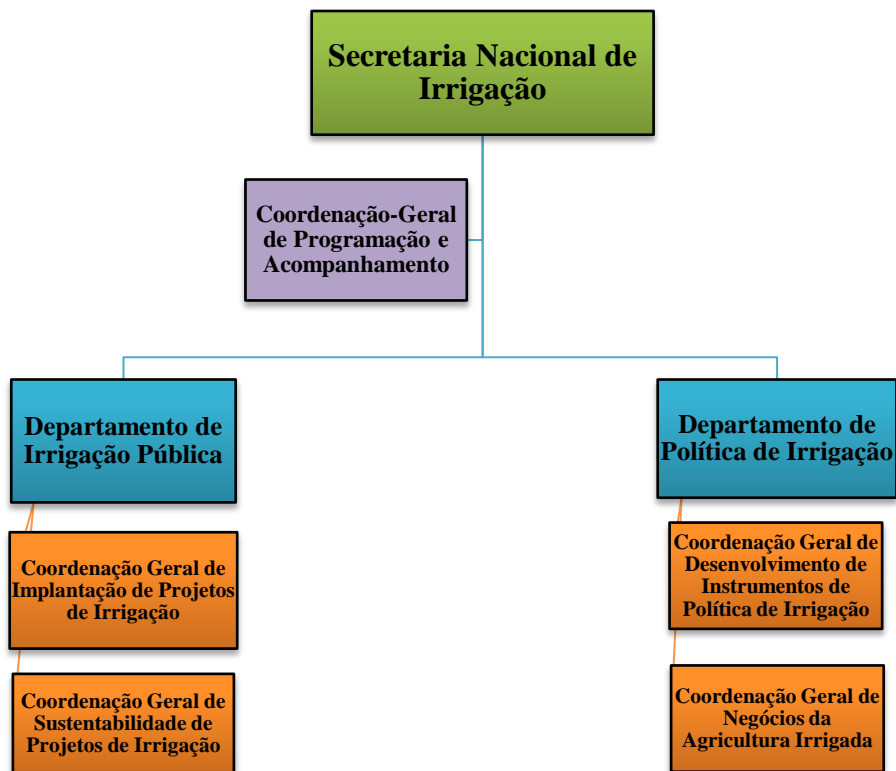 Secretaria Nacional de
Irrigação
Coordenação-Geral
de Programação e
Acompanhamento
Departamento de
Irrigação Pública
Departamento de
Política de Irrigação
Coordenação Geral de
Implantação de Projetos
de Irrigação
Coordenação Geral de
Desenvolvimento de
Instrumentos de
Política de Irrigação
Coordenação Geral de
Sustentabilidade de
Projetos de Irrigação
Coordenação Geral de
Negócios da
Agricultura Irrigada